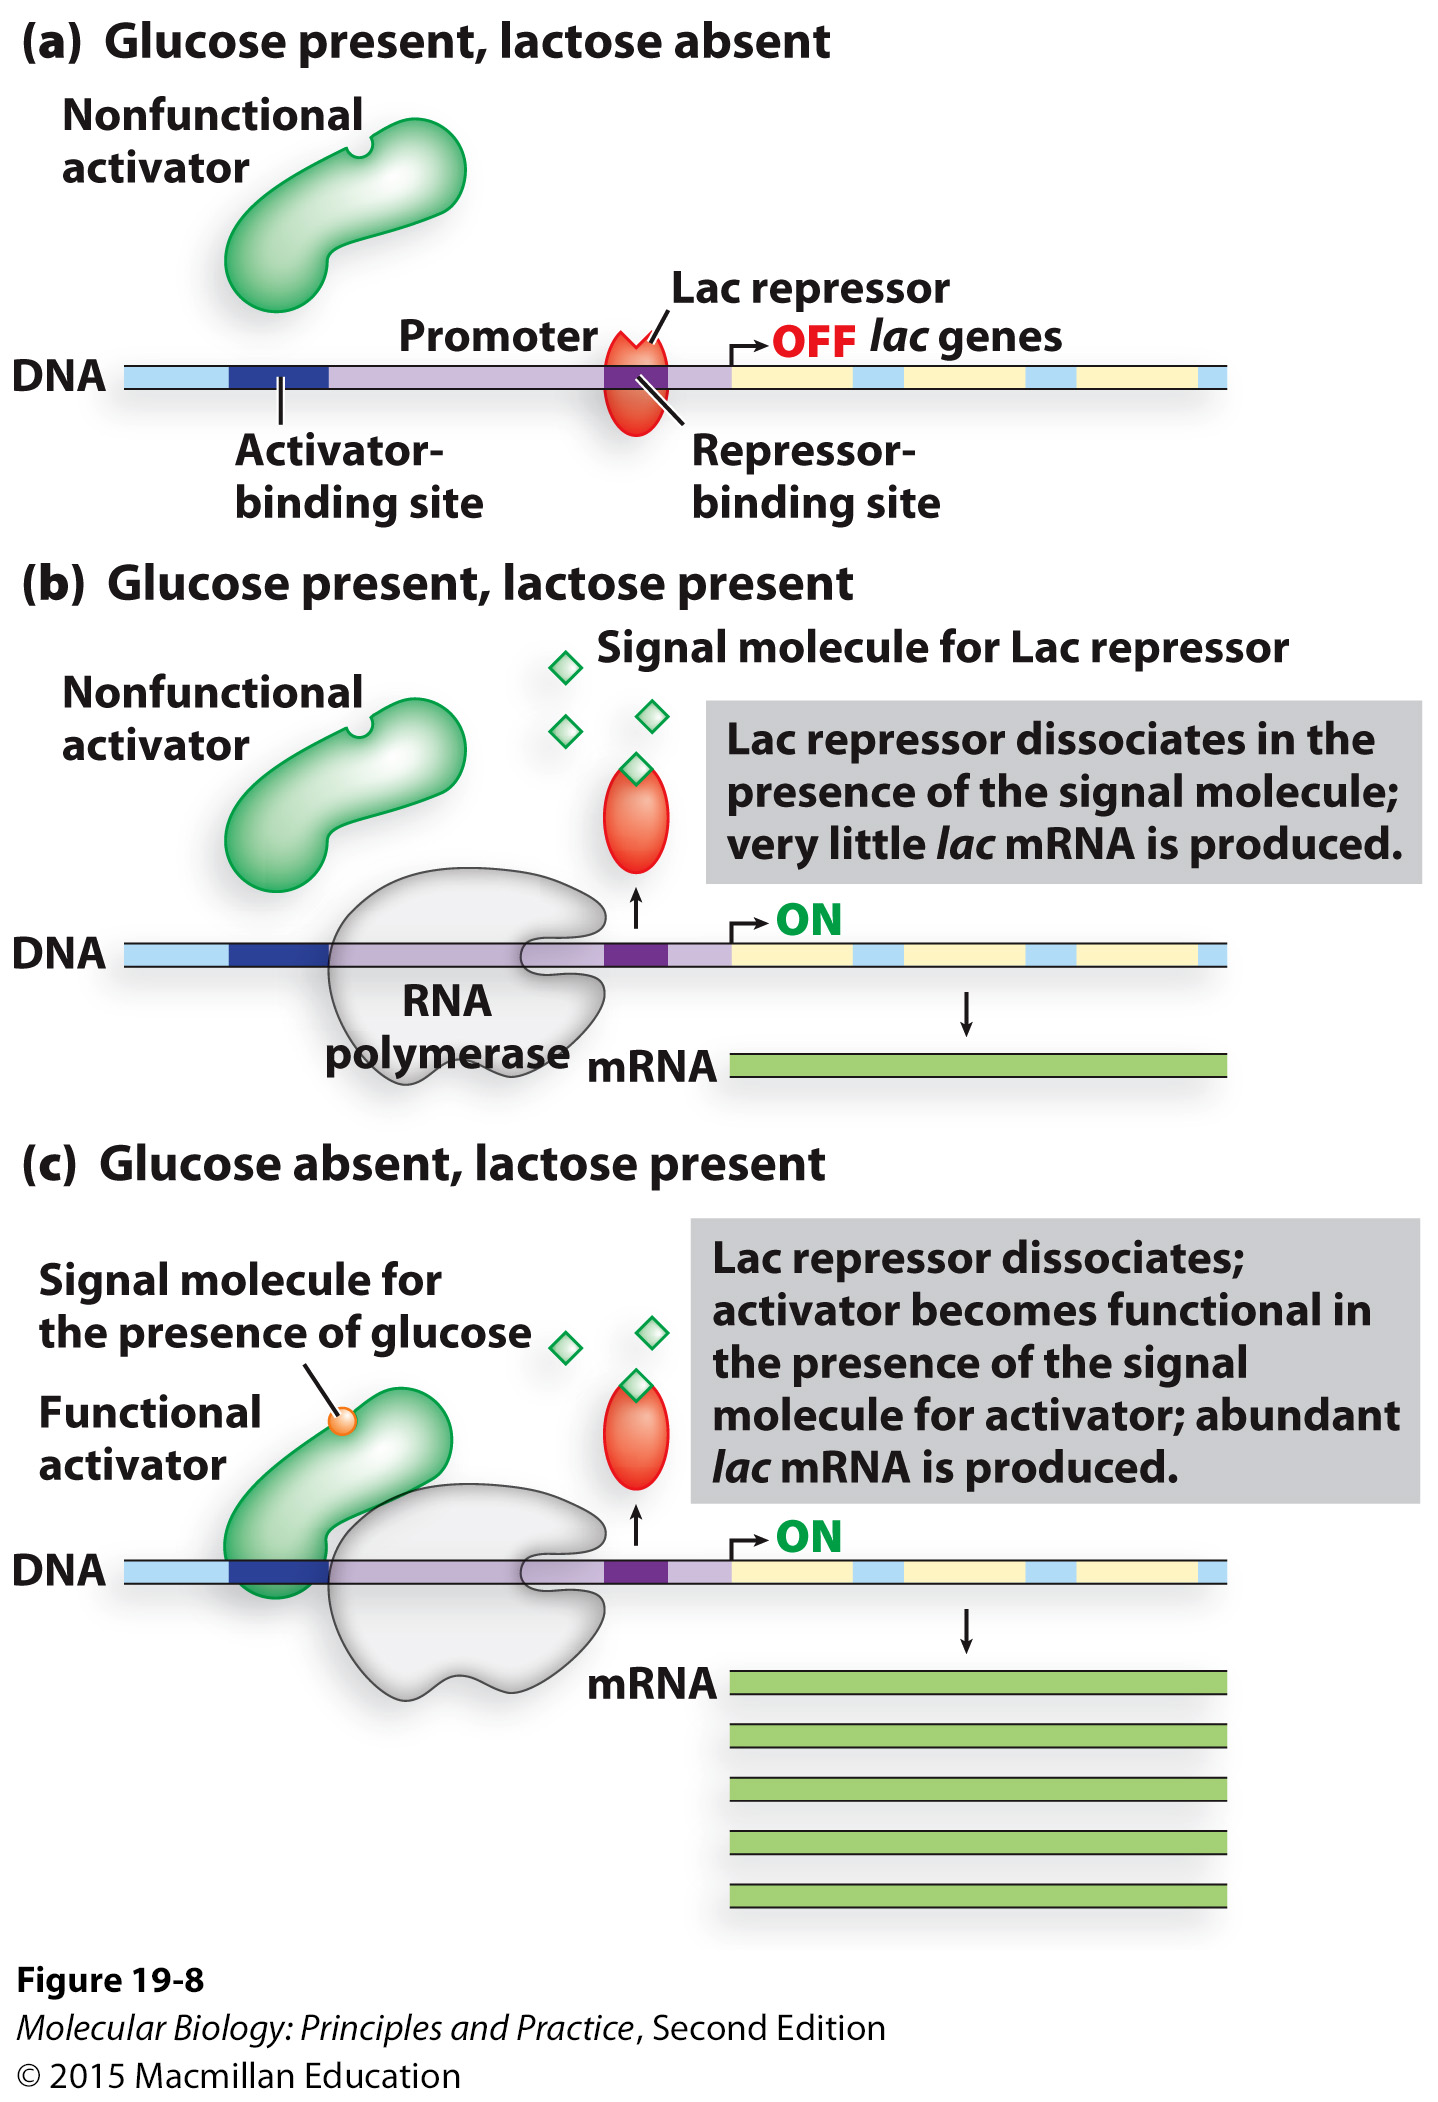 (a) Glucose present, lactose absent
Nonfunctional
activator
Lac repressor
Promoter
OFF lac genes
DNA
Activator-
binding site
Repressor-
binding site
(b) Glucose present, lactose present
Signal molecule for Lac repressor
Nonfunctional
activator
Lac repressor dissociates in the
presence of the signal molecule;
very little lac mRNA is produced.
ON
DNA
RNA
polymerase
mRNA
(c) Glucose absent, lactose present
Signal molecule for
the presence of glucose
Functional
activator
Lac repressor dissociates;
activator becomes functional in
the presence of the signal
molecule for activator; abundant
lac mRNA is produced.
ON
DNA
mRNA
Figure 19-8
Molecular Biology: Principles and Practice, Second Edition
© 2015 Macmillan Education